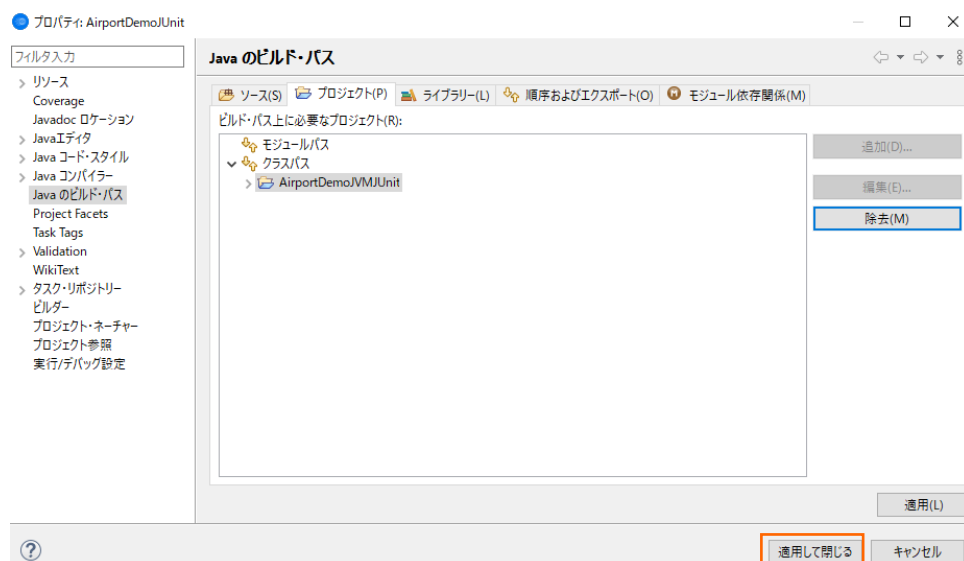 プロパティ: AirportDemoJUnit
フィルタ入力
リソース
Coverage
Javadoc ロケーション
Javaエディタ
Java コード・スタイル
Java コンパイラー
Java のビルド・パス
Project Facets
Task Tags
Validation
WikiText
タスク・リポジトリー
ビルダー
プロジェクト・ネーチャー
プロジェクト参照
実行/デバッグ設定
Java のビルド・パス
ソース(S) プロジェクト(P) ライブラリー(L) 順序およびエクスポート(O) モジュール依存関係(M)
ビルド・パス上に必要なプロジェクト(R):
モジュールパス
クラスパス
AirportDemoJVMJUnit
追加(D)...
編集(E)...
除去(M)
適用(L)
適用して閉じる キャンセル